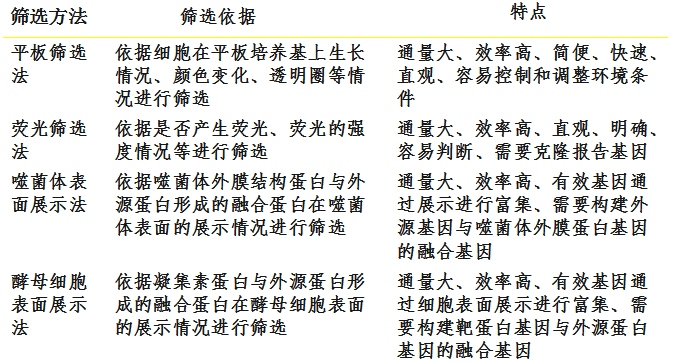 筛选方法 筛选依据 特点
平板筛选法 依据细胞在平板培养基上生长情况、颜色变化、透明圈等情况进行筛选 通量大、效率高、简便、快速、直观、容易控制和调整环境条件
荧光筛选法 依据是否产生荧光、荧光的强度情况等进行筛选 通量大、效率高、直观、明确、容易判断、需要克隆报告基因
噬菌体表面展示法 依据噬菌体外膜结构蛋白与外源蛋白形成的融合蛋白在噬菌体表面的展示情况进行筛选 通量大、效率高、有效基因通过展示进行富集、需要构建外源基因与噬菌体外膜蛋白基因的融合基因
酵母细胞表面展示法 依据凝集素蛋白与外源蛋白形成的融合蛋白在酵母细胞表面的展示情况进行筛选 通量大、效率高、有效基因通过细胞表面展示进行富集、需要构建靶蛋白基因与外源蛋白基因的融合基因